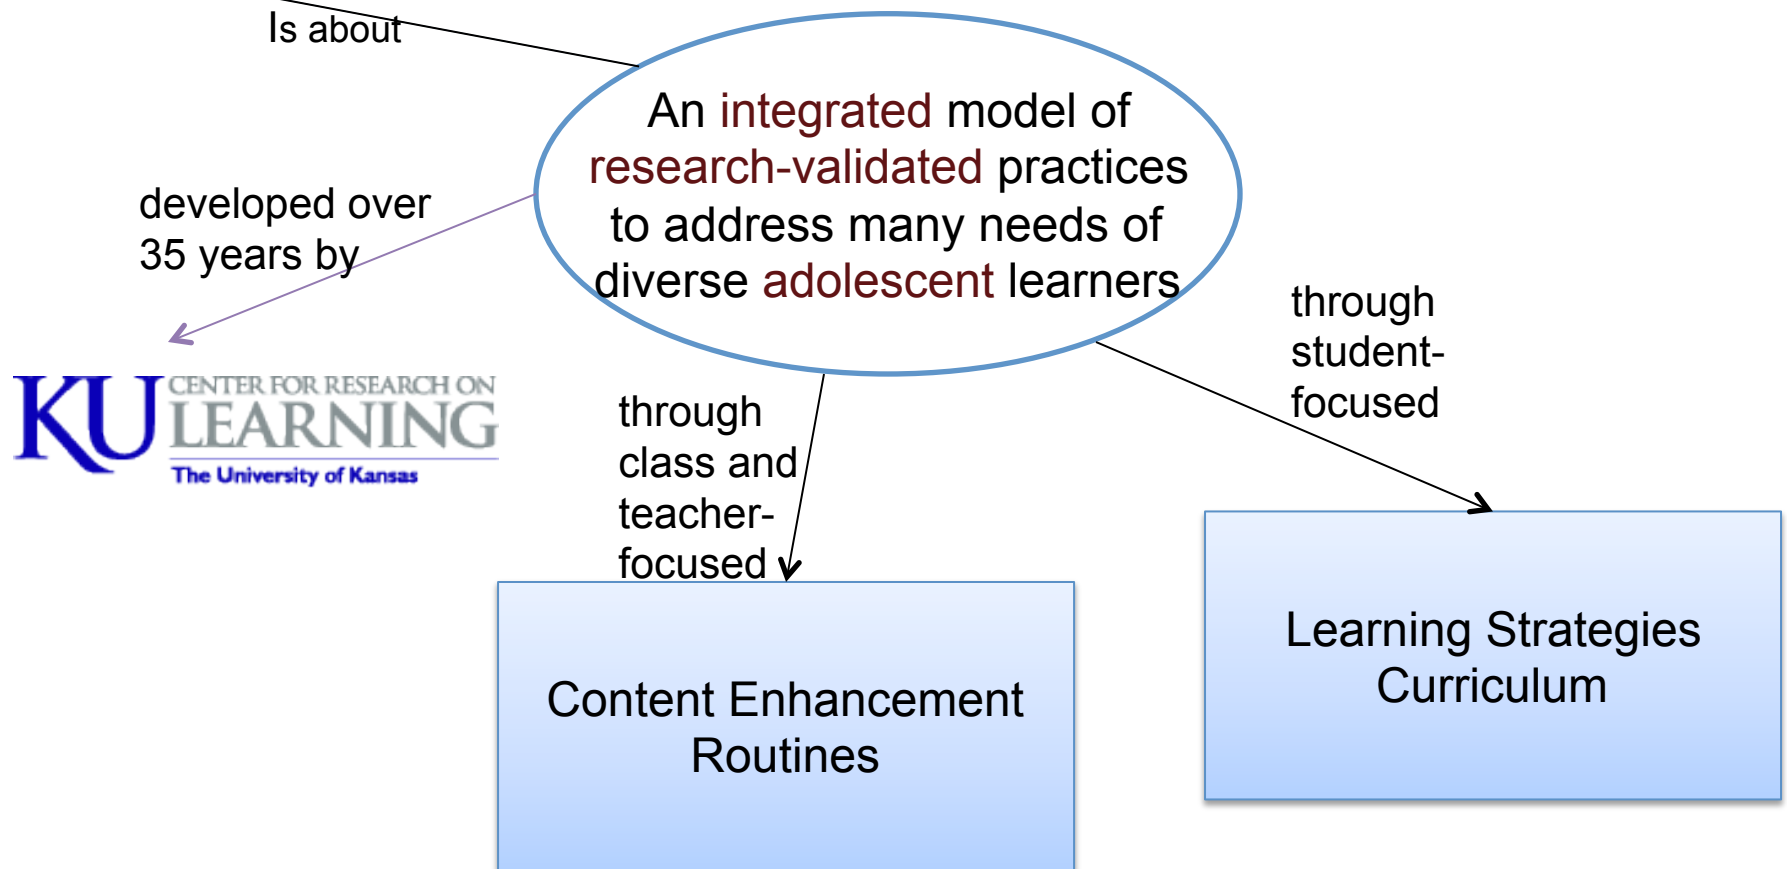 Is about
An integrated model of
research-validated practices
to address many needs of
diverse adolescent learners
developed over
35 years by
KU CENTER FOR RESEARCH ON
LEARNING
The University of Kansas
through
class and
teacher-
focused
through
student-
focused
Content Enhancement
Routines
Learning Strategies
Curriculum